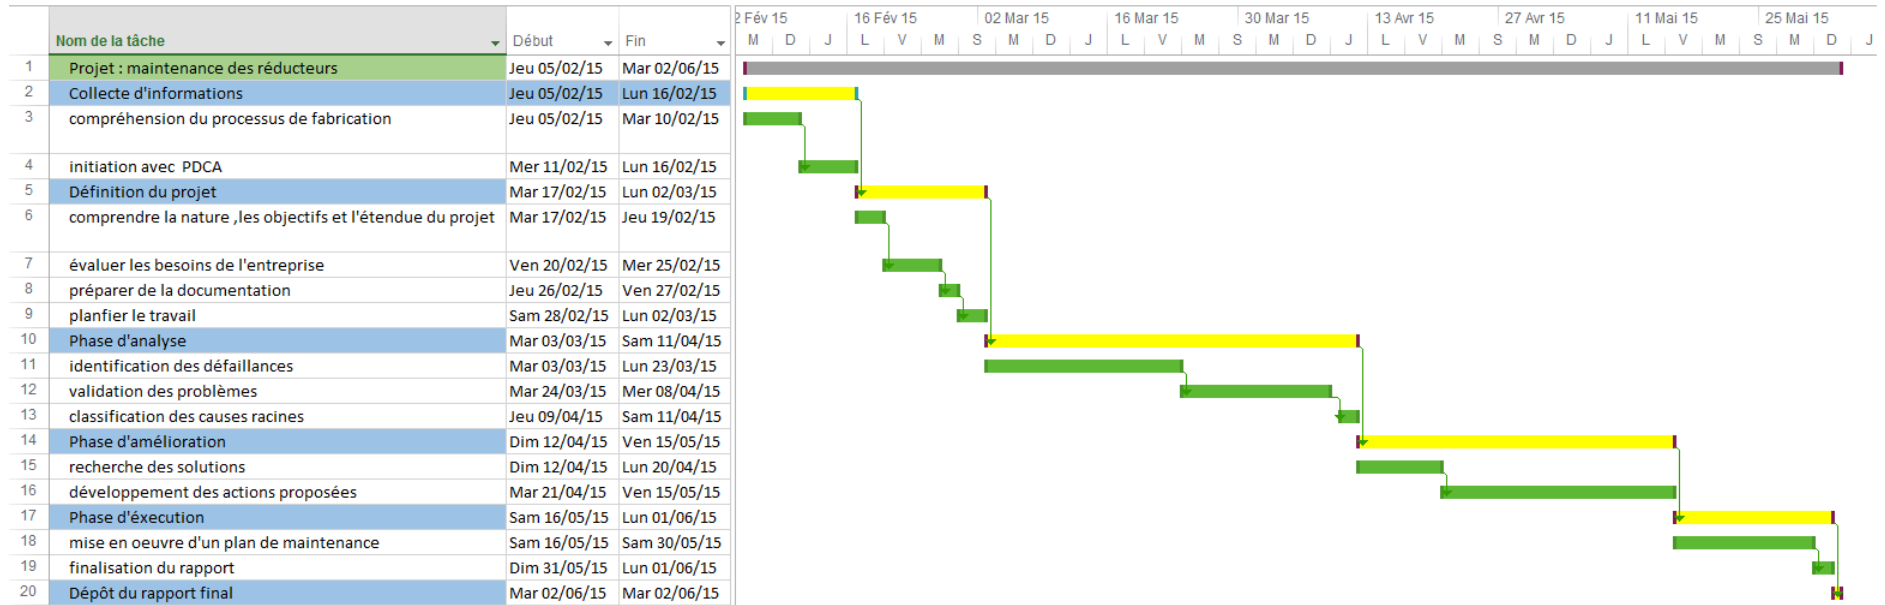 2 Fév 15 16 Fév 15 02 Mar 15 16 Mar 15 30 Mar 15 13 Avr 15 27 Avr 15 11 Mai 15 25 Mai 15
Nom de la tâche Début Fin M D J L V M S M D J L V M S M D J L V M S M D J L V M S M D J
1 Projet : maintenance des réducteurs Jeu 05/02/15 Mar 02/06/15
2 Collecte d'informations Jeu 05/02/15 Lun 16/02/15
3 compréhension du processus de fabrication Jeu 05/02/15 Mar 10/02/15
4 initiation avec PDCA Mer 11/02/15 Lun 16/02/15
5 Définition du projet Mar 17/02/15 Lun 02/03/15
6 comprendre la nature ,les objectifs et l'étendue du projet Mar 17/02/15 Jeu 19/02/15
7 évaluer les besoins de l'entreprise Ven 20/02/15 Mer 25/02/15
8 préparer de la documentation Jeu 26/02/15 Ven 27/02/15
9 planfier le travail Sam 28/02/15 Lun 02/03/15
10 Phase d'analyse Mar 03/03/15 Sam 11/04/15
11 identification des défaillances Mar 03/03/15 Lun 23/03/15
12 validation des problèmes Mar 24/03/15 Mer 08/04/15
13 classification des causes racines Jeu 09/04/15 Sam 11/04/15
14 Phase d'amélioration Dim 12/04/15 Ven 15/05/15
15 recherche des solutions Dim 12/04/15 Lun 20/04/15
16 développement des actions proposées Mar 21/04/15 Ven 15/05/15
17 Phase d'éxecution Sam 16/05/15 Lun 01/06/15
18 mise en oeuvre d'un plan de maintenance Sam 16/05/15 Sam 30/05/15
19 finalisation du rapport Dim 31/05/15 Lun 01/06/15
20 Dépôt du rapport final Mar 02/06/15 Mar 02/06/15